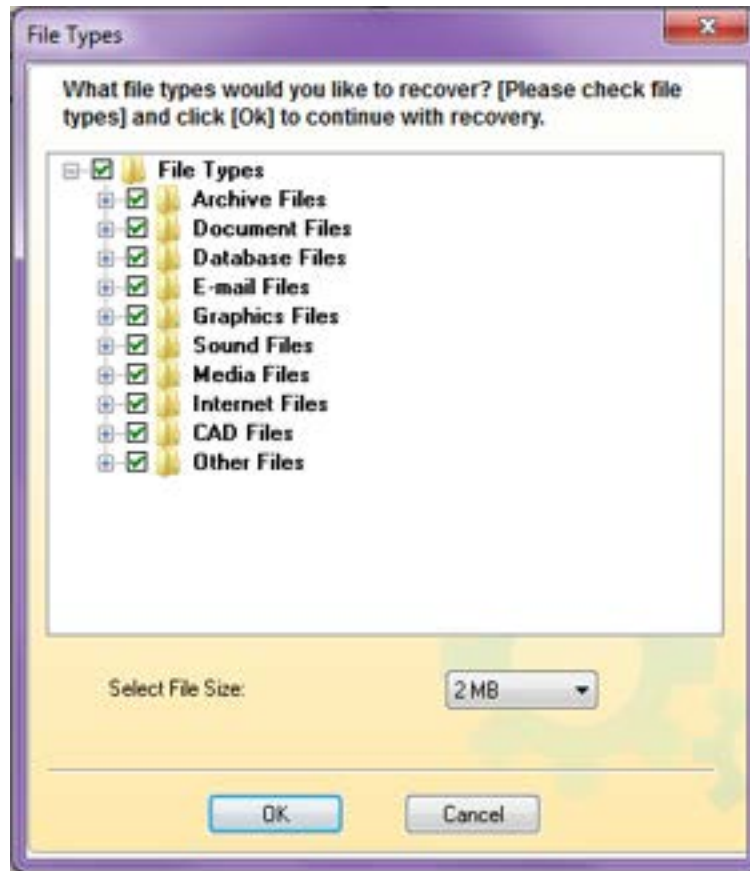 File Types
What file types would you like to recover? [Please check file
types] and click [Ok] to continue with recovery.
File Types
Archive Files
Document Files
Database Files
E-mail Files
Graphics Files
Sound Files
Media Files
Internet Files
CAD Files
Other Files
Select File Size:
2 MB
OK
Cancel